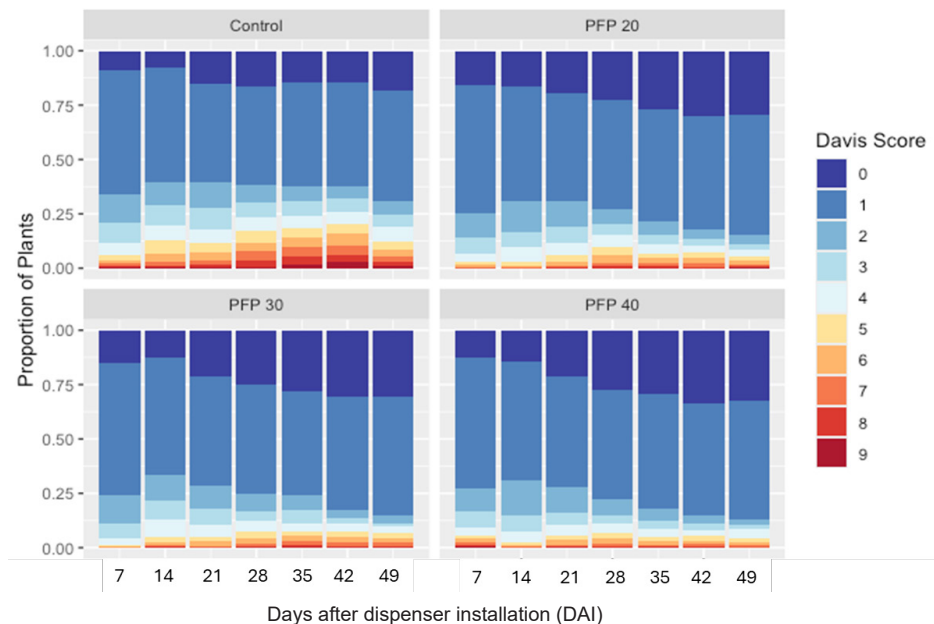 Control
PFP 20
1.00
0.75
0.50
0.25
0.00
PFP 30
PFP 40
1.00
0.75
0.50
0.25
0.00
Proportion of Plants
7 14 21 28 35 42 49
7 14 21 28 35 42 49
Days after dispenser installation (DAI)
Davis Score
0
1
2
3
4
5
6
7
8
9